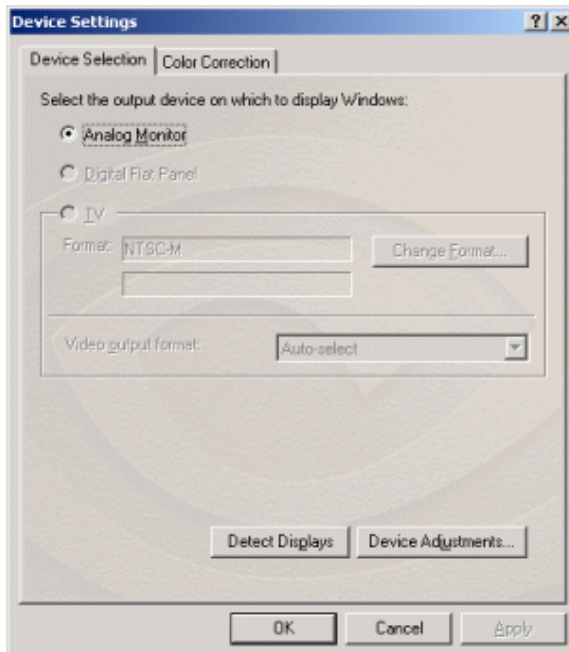 Device Settings
Device Selection
Color Correction
Select the output device on which to display Windows:
Analog Monitor
Digital Flat Panel
TV
Format: NTSC-M
Change Format...
Video output format: Auto-select
Detect Displays
Device Adjustments...
OK
Cancel
Apply